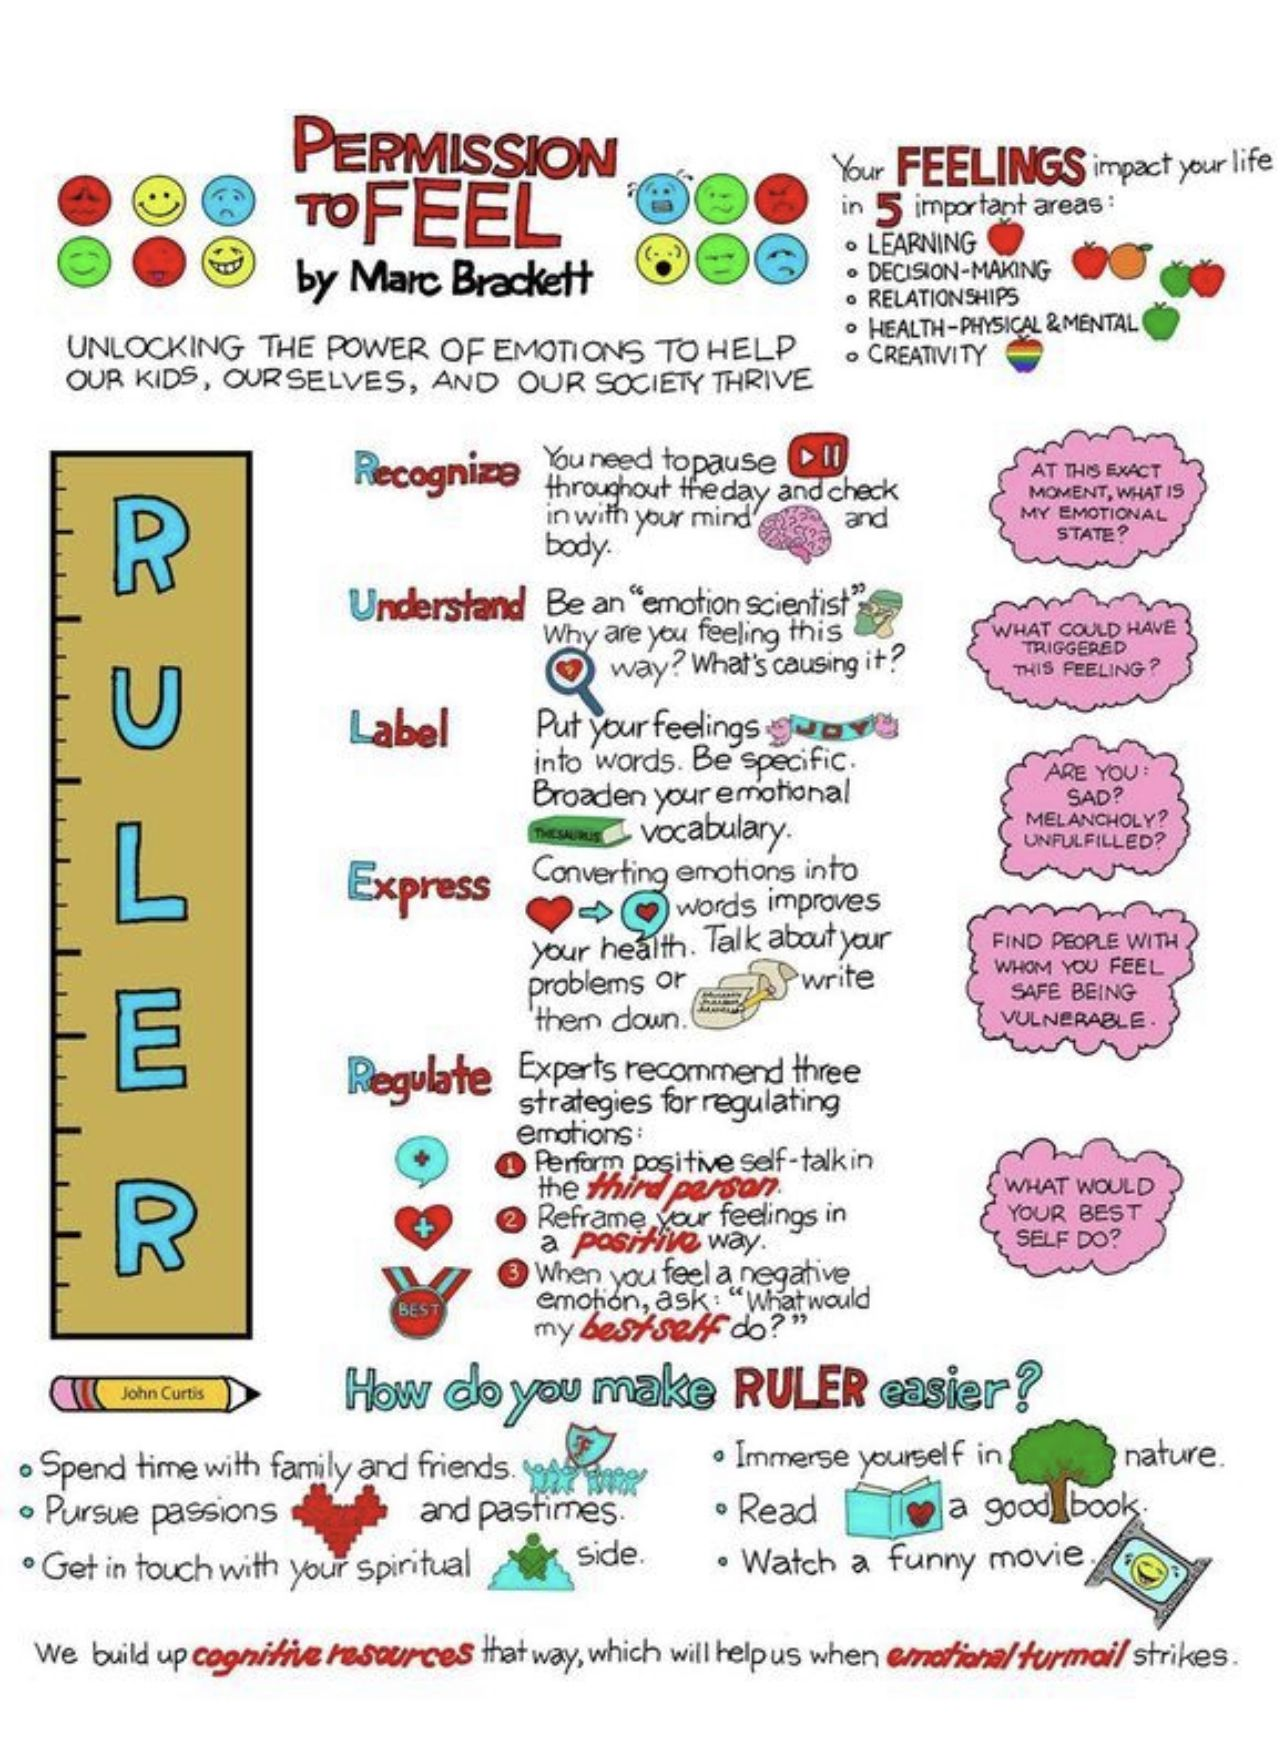 PERMISSION
TO FEEL
by Marc Brackett
UNLOCKING THE POWER OF EMOTIONS TO HELP
OUR KIDS, OURSELVES, AND OUR SOCIETY THRIVE
Your FEELINGS impact your life
in 5 important areas:
• LEARNING
• DECISION-MAKING
• RELATIONSHIPS
• HEALTH-PHYSICAL & MENTAL
• CREATIVITY
R
U
L
E
R
Recognize
You need to pause
throughout the day and check
in with your mind and
body.
AT THIS EXACT
MOMENT, WHAT IS
MY EMOTIONAL
STATE?
Understand
Be an "emotion scientist"
Why are you feeling this
way? What's causing it?
WHAT COULD HAVE
TRIGGERED
THIS FEELING?
Label
Put your feelings
JOY
into words. Be specific.
Broaden your emotional
THESAURUS
vocabulary.
ARE YOU:
SAD?
MELANCHOLY?
UNFULFILLED?
Express
Converting emotions into
words improves
your health. Talk about your
problems or write
them down.
FIND PEOPLE WITH
WHOM YOU FEEL
SAFE BEING
VULNERABLE.
Regulate
Experts recommend three
strategies for regulating
emotions:
1 Perform positive self-talk in
the third person.
2 Reframe your feelings in
a positive way.
3 When you feel a negative
emotion, ask: "What would
my best self do?"
BEST
WHAT WOULD
YOUR BEST
SELF DO?
John Curtis
How do you make RULER easier?
• Spend time with family and friends.
F
• Pursue passions and pastimes.
• Get in touch with your spiritual side.
• Immerse yourself in nature.
• Read a good book.
• Watch a funny movie.
We build up cognitive resources that way, which will help us when emotional turmoil strikes.